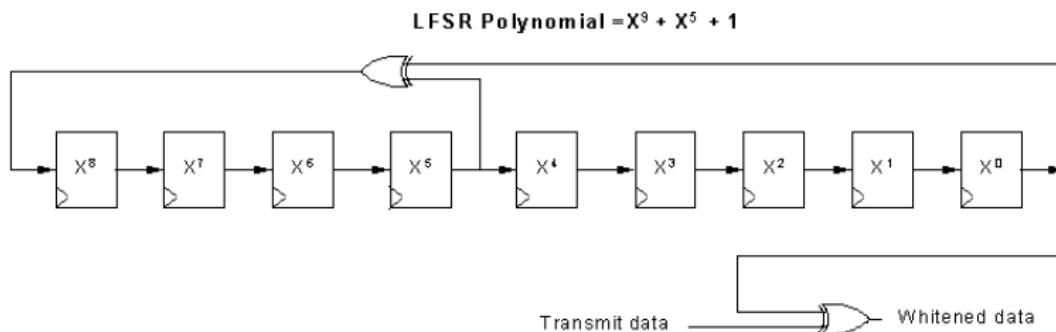 LFSR Polynomial =X⁹ + X⁵ + 1
X⁸ X⁷ X⁶ X⁵ X⁴ X³ X² X¹ X⁰
Transmit data Whitened data